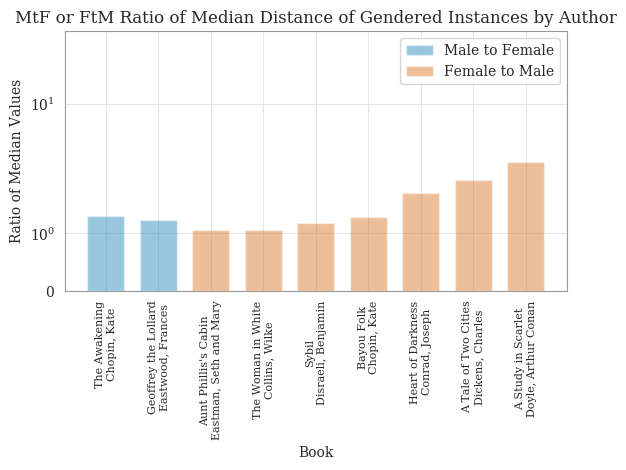 MtF or FtM Ratio of Median Distance of Gendered Instances by Author
Male to Female
Female to Male
Ratio of Median Values
10¹
10⁰
0
The Awakening
Chopin, Kate
Geoffrey the Lollard
Eastwood, Frances
Aunt Phillis's Cabin
Eastman, Seth and Mary
The Woman in White
Collins, Wilke
Sybil
Disraeli, Benjamin
Bayou Folk
Chopin, Kate
Heart of Darkness
Conrad, Joseph
A Tale of Two Cities
Dickens, Charles
A Study in Scarlet
Doyle, Arthur Conan
Book